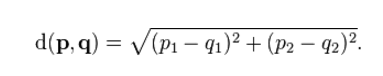 d(p, q) = √(p₁ − q₁)² + (p₂ − q₂)².